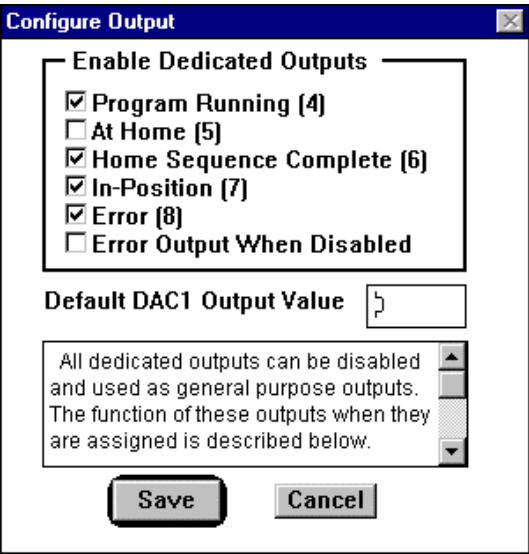 Configure Output
Enable Dedicated Outputs
Program Running (4)
At Home (5)
Home Sequence Complete (6)
In-Position (7)
Error (8)
Error Output When Disabled
Default DAC1 Output Value
All dedicated outputs can be disabled
and used as general purpose outputs.
The function of these outputs when they
are assigned is described below.
Save
Cancel